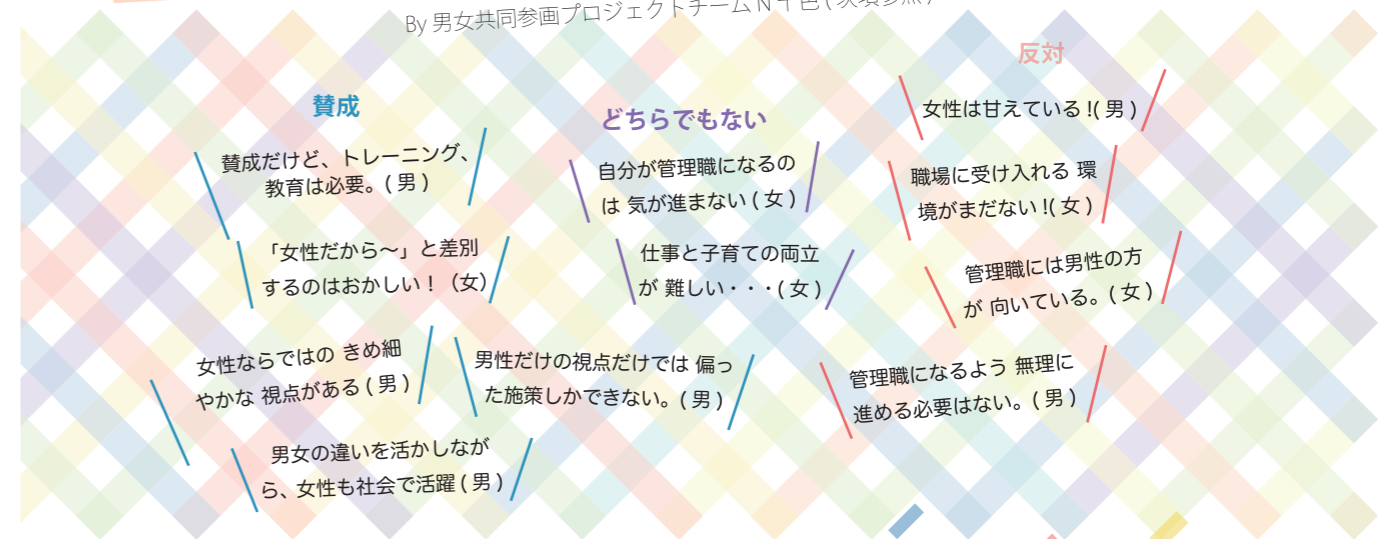 By 男女共同参画プロジェクトチーム N 十色 ( 次項参照 )
賛成
賛成だけど、トレーニング、
教育は必要。( 男 )
「女性だから～」と差別
するのはおかしい！（女）
女性ならではの きめ細
やかな 視点がある ( 男 )
男性だけの視点だけでは 偏っ
た施策しかできない。( 男 )
男女の違いを活かしなが
ら、女性も社会で活躍 ( 男 )
どちらでもない
自分が管理職になるの
は 気が進まない ( 女 )
仕事と子育ての両立
が 難しい・・・( 女 )
反対
女性は甘えている !( 男 )
職場に受け入れる 環
境がまだない !( 女 )
管理職には男性の方
が 向いている。( 女 )
管理職になるよう 無理に
進める必要はない。( 男 )